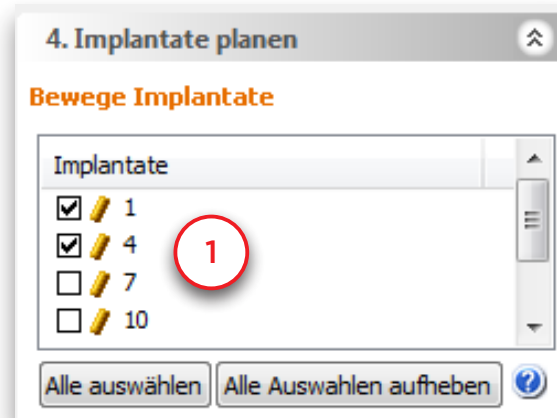 4. Implantate planen
Bewege Implantate
Implantate
1
4
7
10
1
Alle auswählen Alle Auswahlen aufheben ?